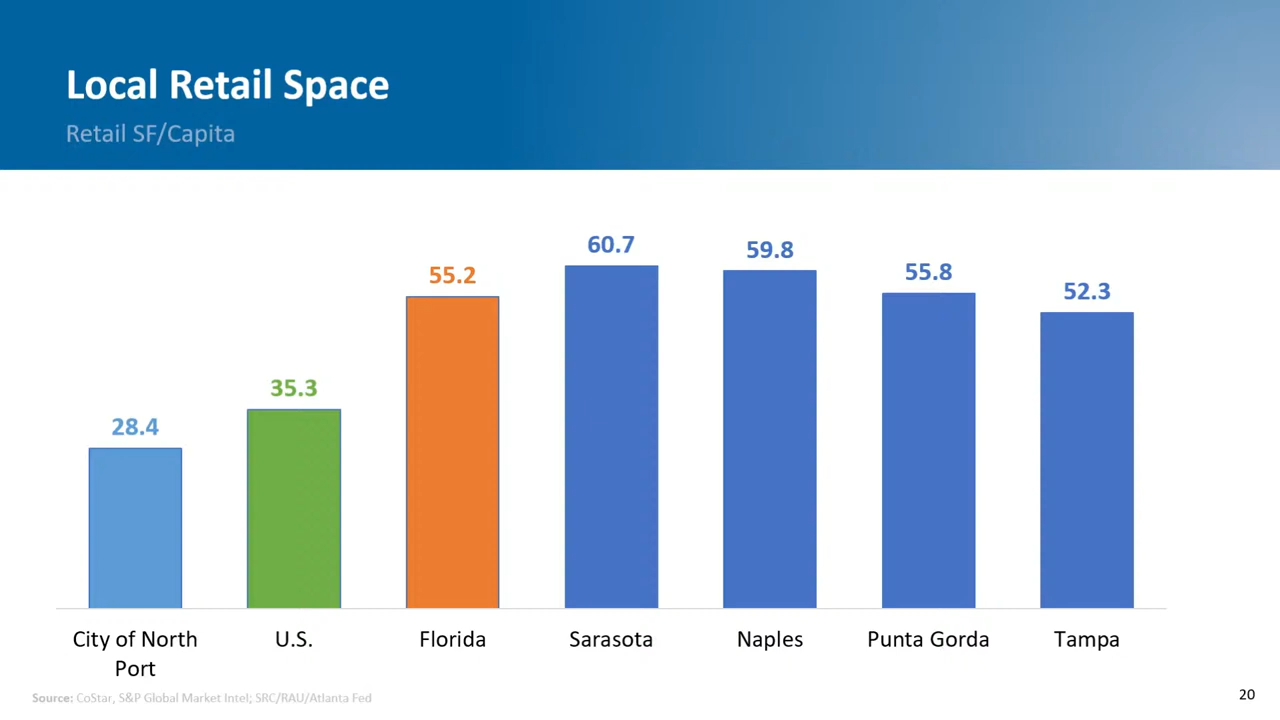 Local Retail Space
Retail SF/Capita
60.7
59.8
55.8
55.2
52.3
35.3
28.4
City of North
Port
U.S.
Florida
Sarasota
Naples
Punta Gorda
Tampa
Source: CoStar, S&P Global Market Intel; SRC/RAU/Atlanta Fed
20